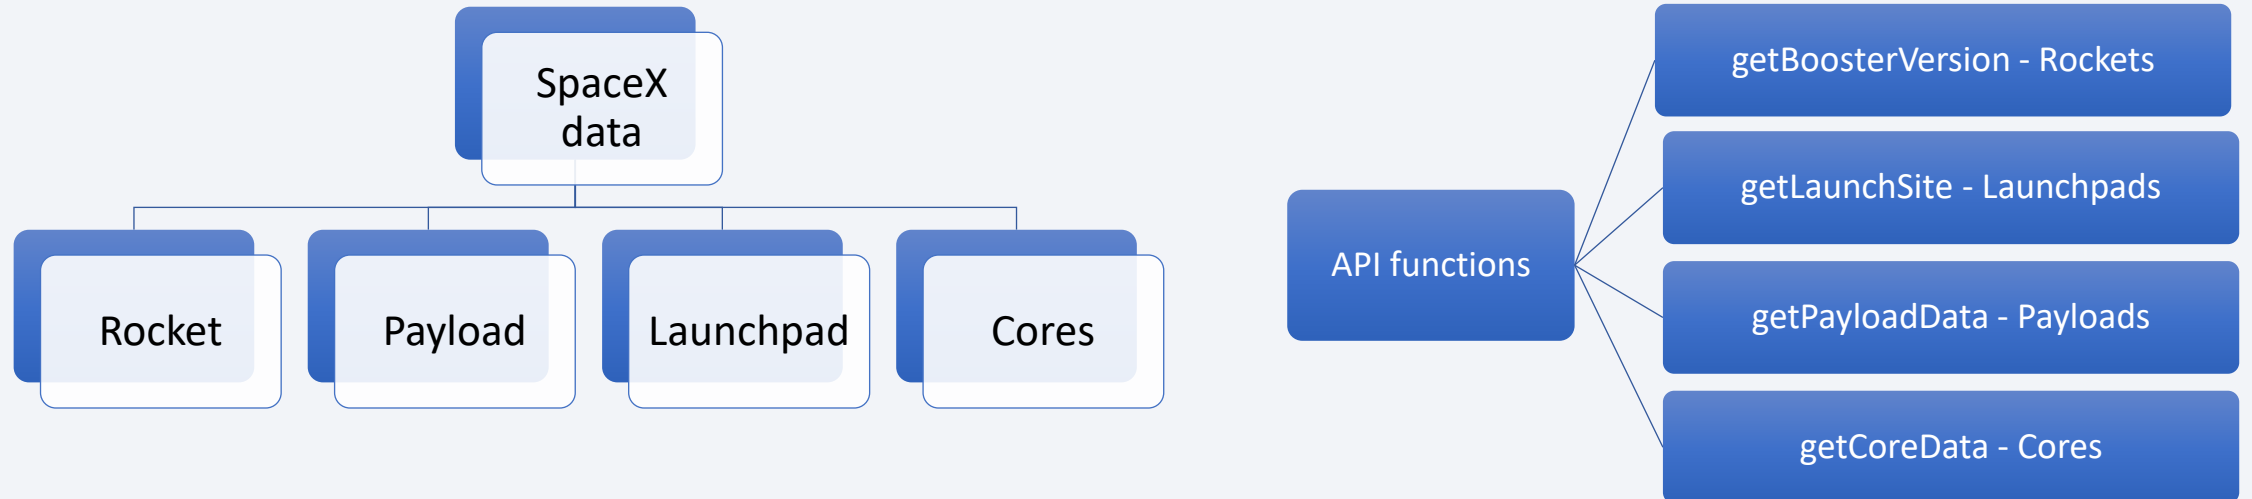 SpaceX
data
Rocket
Payload
Launchpad
Cores
API functions
getBoosterVersion - Rockets
getLaunchSite - Launchpads
getPayloadData - Payloads
getCoreData - Cores